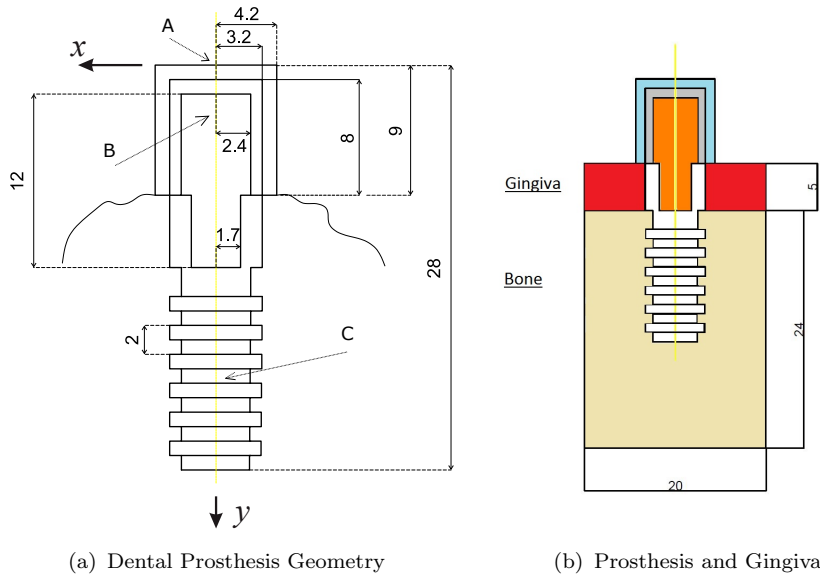 4.2
A
3.2
x
B
2.4
8
9
12
1.7
28
2
C
y
(a) Dental Prosthesis Geometry
Gingiva
5
Bone
24
20
(b) Prosthesis and Gingiva